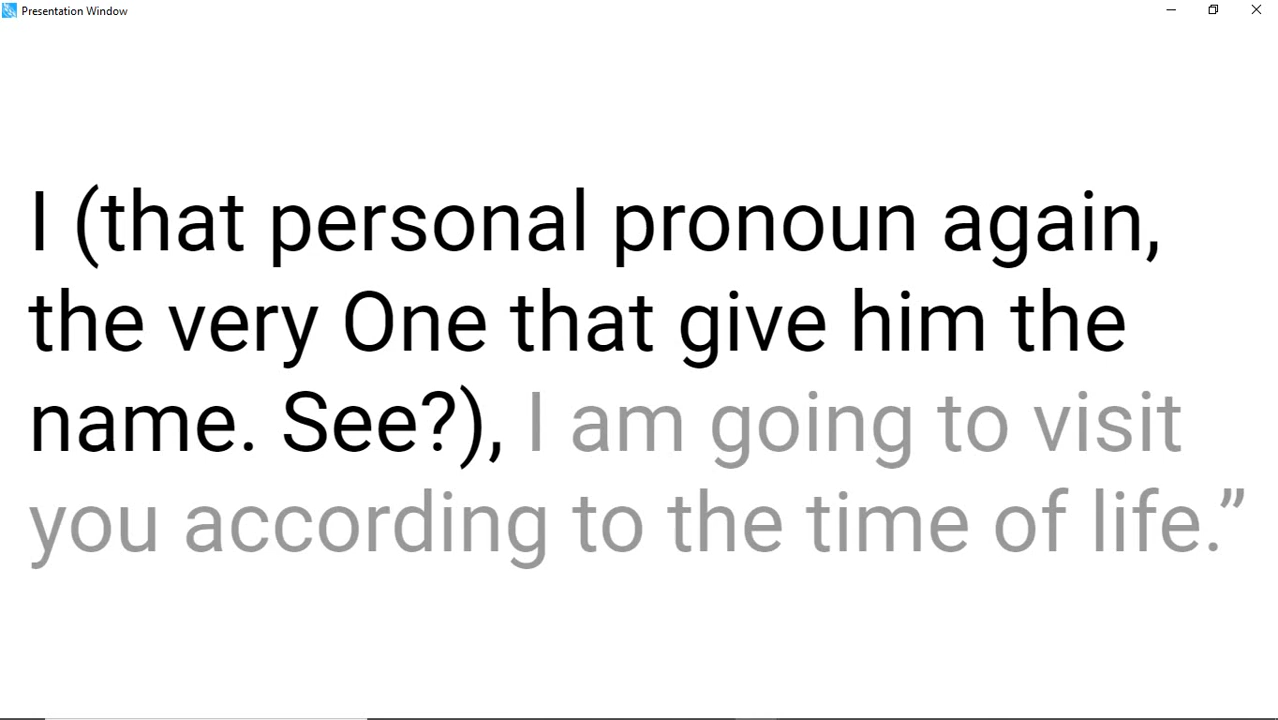 Presentation Window
I (that personal pronoun again,
the very One that give him the
name. See?), I am going to visit
you according to the time of life.”